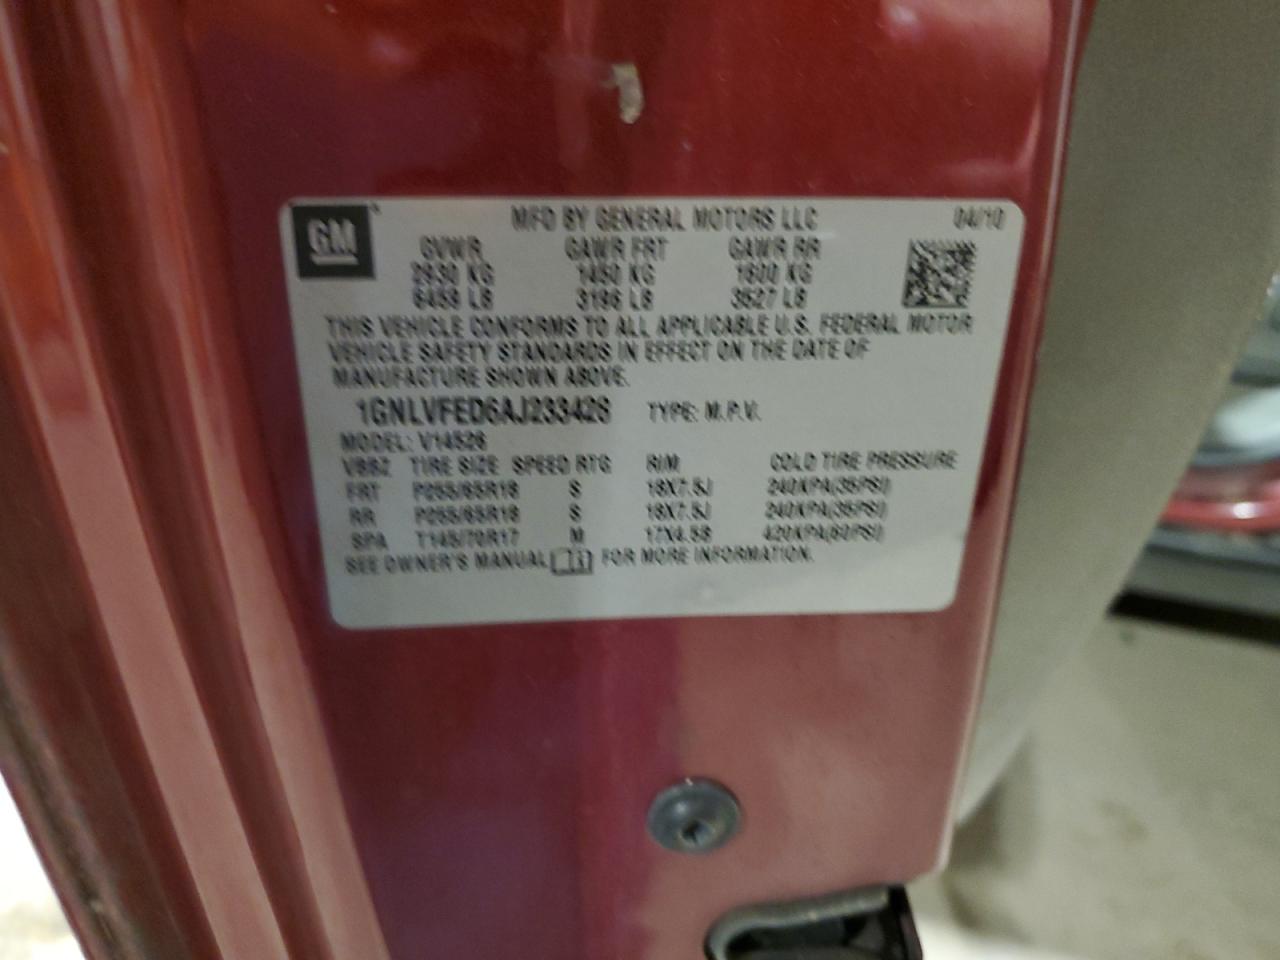 GM
MFD BY GENERAL MOTORS LLC 04/10
GVWR GAWR FRT GAWR RR
2930 KG 1450 KG 1600 KG
6459 LB 3196 LB 3527 LB
THIS VEHICLE CONFORMS TO ALL APPLICABLE U.S. FEDERAL MOTOR
VEHICLE SAFETY STANDARDS IN EFFECT ON THE DATE OF
MANUFACTURE SHOWN ABOVE.
TYPE: M.P.V.
MODEL: V14526
TIRE SIZE SPEED RTG RIM COLD TIRE PRESSURE
FRT P255/65R18 S 18X7.5J 240KPA(35PSI)
RR P255/65R18 S 18X7.5J 240KPA(35PSI)
SPA T145/70R17 M 17X4.5B 420KPA(60PSI)
SEE OWNER'S MANUAL FOR MORE INFORMATION.